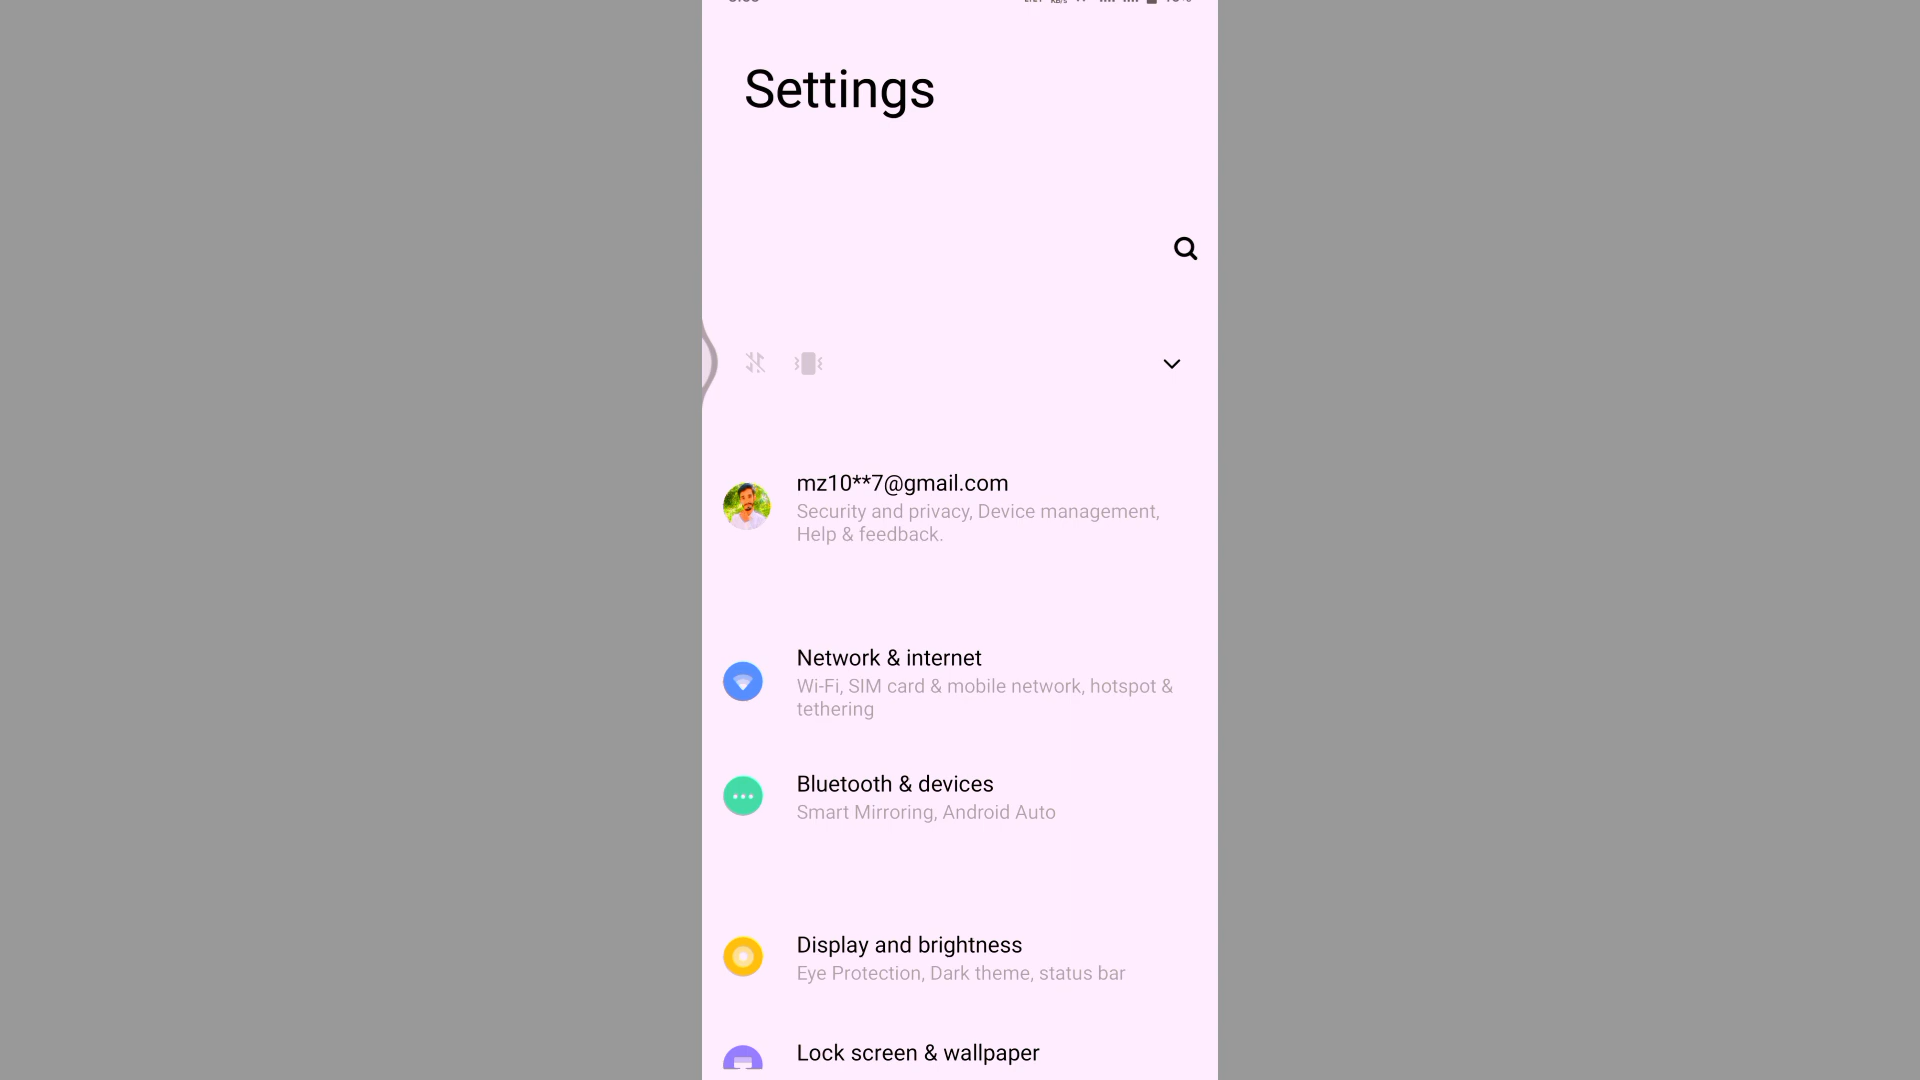 Settings
mz10**7@gmail.com
Security and privacy, Device management,
Help & feedback.
Network & internet
Wi-Fi, SIM card & mobile network, hotspot &
tethering
Bluetooth & devices
Smart Mirroring, Android Auto
Display and brightness
Eye Protection, Dark theme, status bar
Lock screen & wallpaper